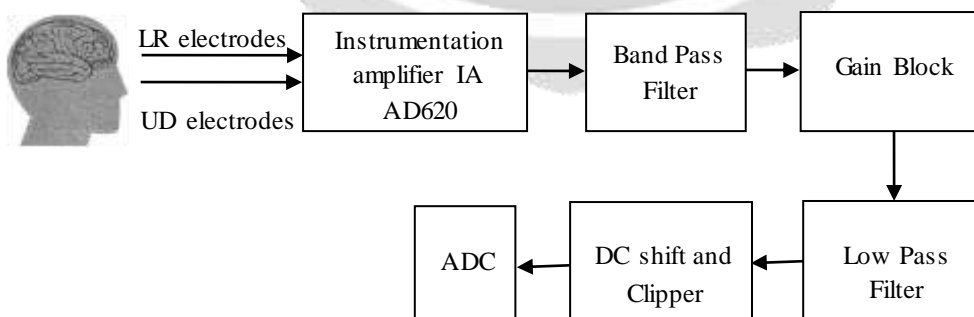 LR electrodes
UD electrodes
Instrumentation
amplifier IA
AD620
Band Pass
Filter
Gain Block
Low Pass
Filter
DC shift and
Clipper
ADC